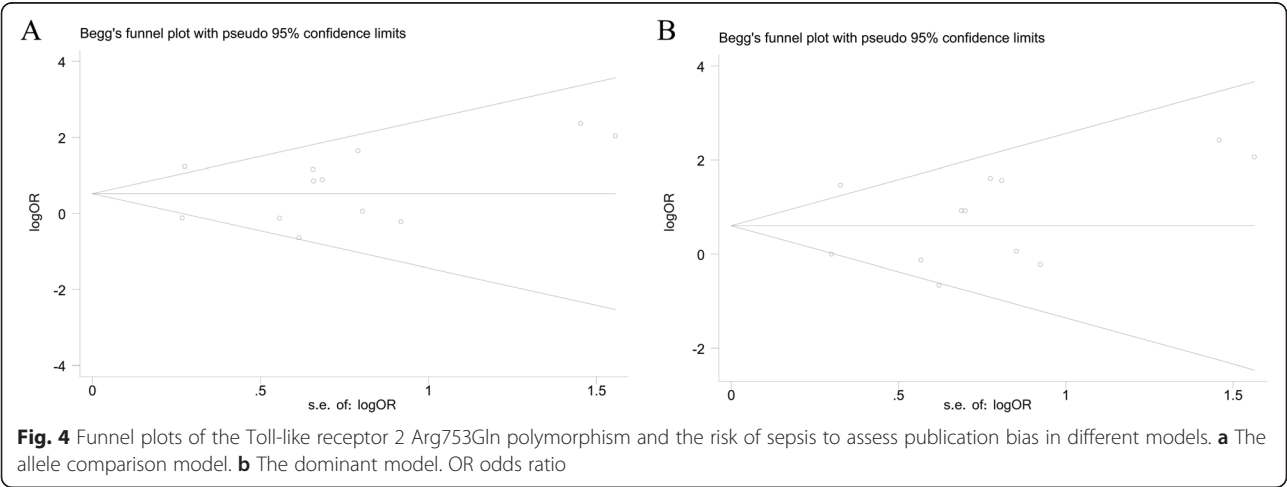 A
Begg's funnel plot with pseudo 95% confidence limits
4
2
0
-2
-4
logOR
0
.5
1
1.5
s.e. of: logOR
B
Begg's funnel plot with pseudo 95% confidence limits
4
2
0
-2
logOR
0
.5
1
1.5
s.e. of: logOR
Fig. 4 Funnel plots of the Toll-like receptor 2 Arg753Gln polymorphism and the risk of sepsis to assess publication bias in different models. a The
allele comparison model. b The dominant model. OR odds ratio